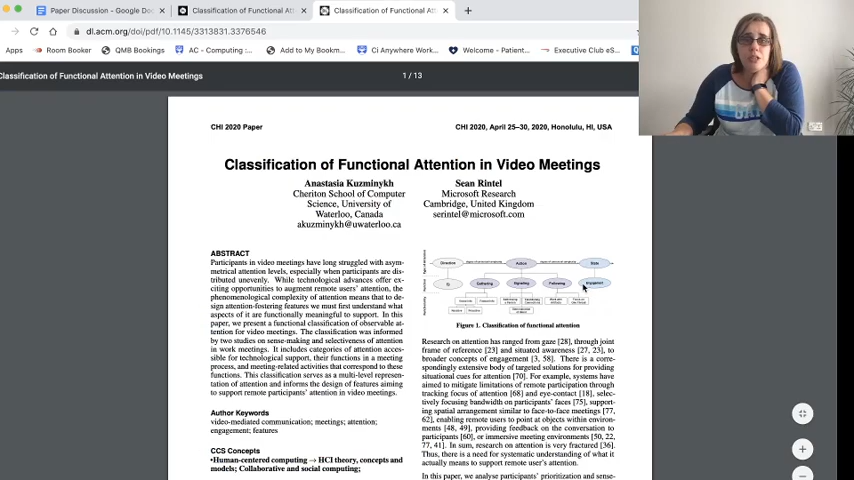 Paper Discussion - Google Doc
Classification of Functional Att
Classification of Functional Att
dl.acm.org/doi/pdf/10.1145/3313831.3376546
Apps Room Booker QMB Bookings AC - Computing :... Add to My Bookm... Ci Anywhere Work... Welcome - Patient... Executive Club eS...
Classification of Functional Attention in Video Meetings
1 / 13
CHI 2020 Paper
CHI 2020, April 25–30, 2020, Honolulu, HI, USA
Classification of Functional Attention in Video Meetings
Anastasia Kuzminykh
Cheriton School of Computer
Science, University of
Waterloo, Canada
akuzminykh@uwaterloo.ca
Sean Rintel
Microsoft Research
Cambridge, United Kingdom
serintel@microsoft.com
ABSTRACT
Participants in video meetings have long struggled with asym-
metrical attention levels, especially when participants are dis-
tributed unevenly. While technological advances offer ex-
citing opportunities to augment remote users' attention, the
phenomenological complexity of attention means that to de-
sign attention-fostering features we must first understand what
aspects of it are functionally meaningful to support. In this
paper, we present a functional classification of observable at-
tention for video meetings. The classification was informed
by two studies on sense-making and selectiveness of attention
in work meetings. It includes categories of attention acces-
sible for technological support, their functions in a meeting
process, and meeting-related activities that correspond to these
functions. This classification serves as a multi-level represen-
tation of attention and informs the design of features aiming
to support remote participants' attention in video meetings.
Author Keywords
video-mediated communication; meetings; attention;
engagement; features
CCS Concepts
•Human-centered computing → HCI theory, concepts and
models; Collaborative and social computing;
Direction Action State
Gathering Signaling Following Engagement
Figure 1. Classification of functional attention
Research on attention has ranged from gaze [28], through joint
frame of reference [23] and situated awareness [27, 23], to
broader concepts of engagement [3, 58]. There is a cor-
respondingly extensive body of targeted solutions for providing
situational cues for attention [70]. For example, systems have
aimed to mitigate limitations of remote participation through
tracking focus of attention [68] and eye-contact [18], selec-
tively focusing bandwidth on participants' faces [75], support-
ing spatial arrangement similar to face-to-face meetings [77,
62], enabling remote users to point at objects within environ-
ments [48, 49], providing feedback on the conversation to
participants [60], or immersive meeting environments [50, 22,
77, 41]. In sum, research on attention is very fractured [36].
Thus, there is a need for systematic understanding of what it
actually means to support remote user's attention.
In this paper, we analyse participants' prioritization and sense-